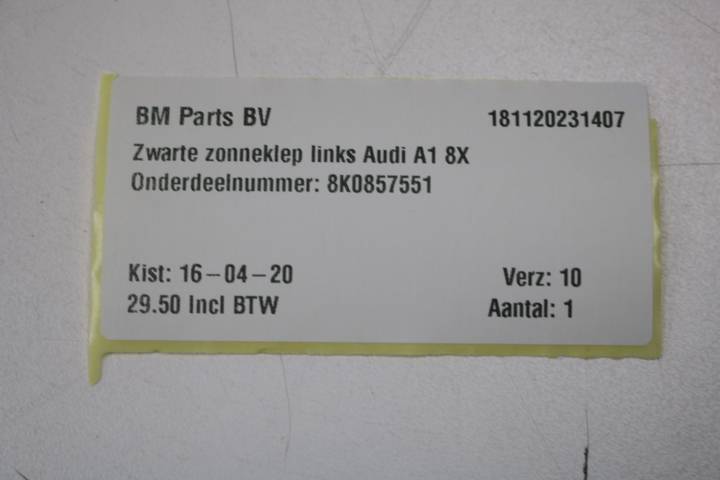 BM Parts BV 181120231407
Zwarte zonneklep links Audi A1 8X
Onderdeelnummer: 8K0857551
Kist: 16-04-20 Verz: 10
29.50 Incl BTW Aantal: 1